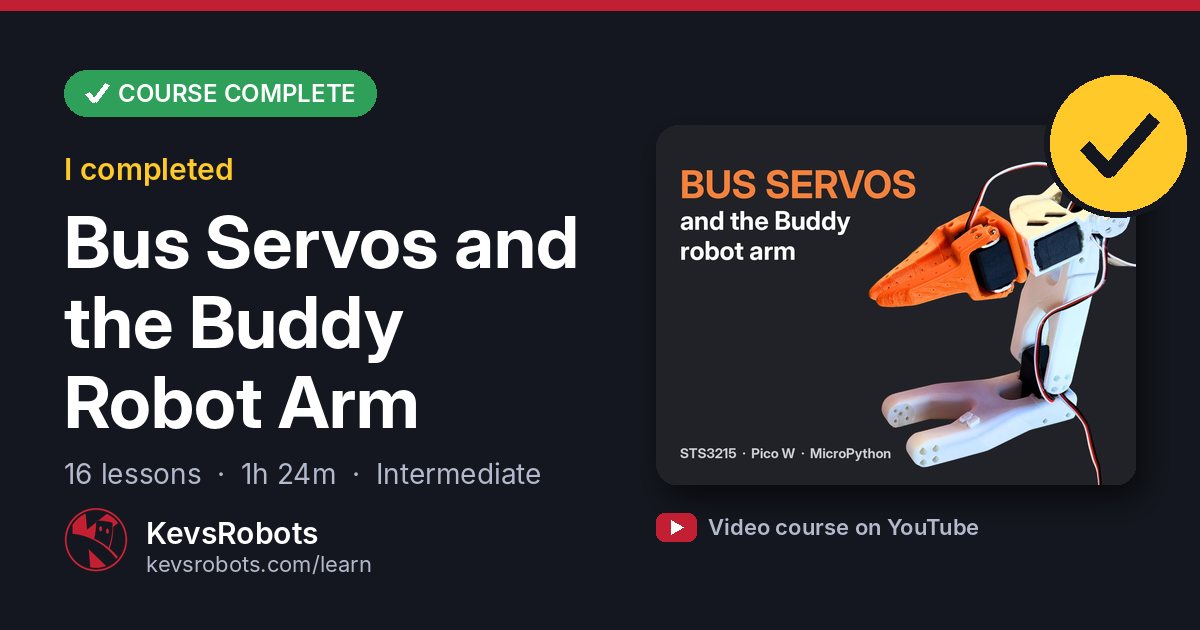 COURSE COMPLETE
I completed
Bus Servos and
the Buddy
Robot Arm
16 lessons · 1h 24m · Intermediate
KevsRobots
kevsrobots.com/learn
BUS SERVOS
and the Buddy
robot arm
STS3215 · Pico W · MicroPython
Video course on YouTube